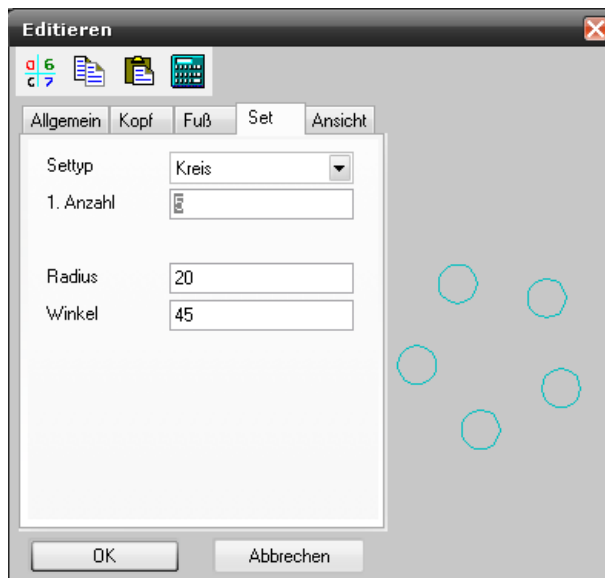 Editieren
Allgemein Kopf Fuß Set Ansicht
Settyp Kreis
1. Anzahl
Radius 20
Winkel 45
OK Abbrechen